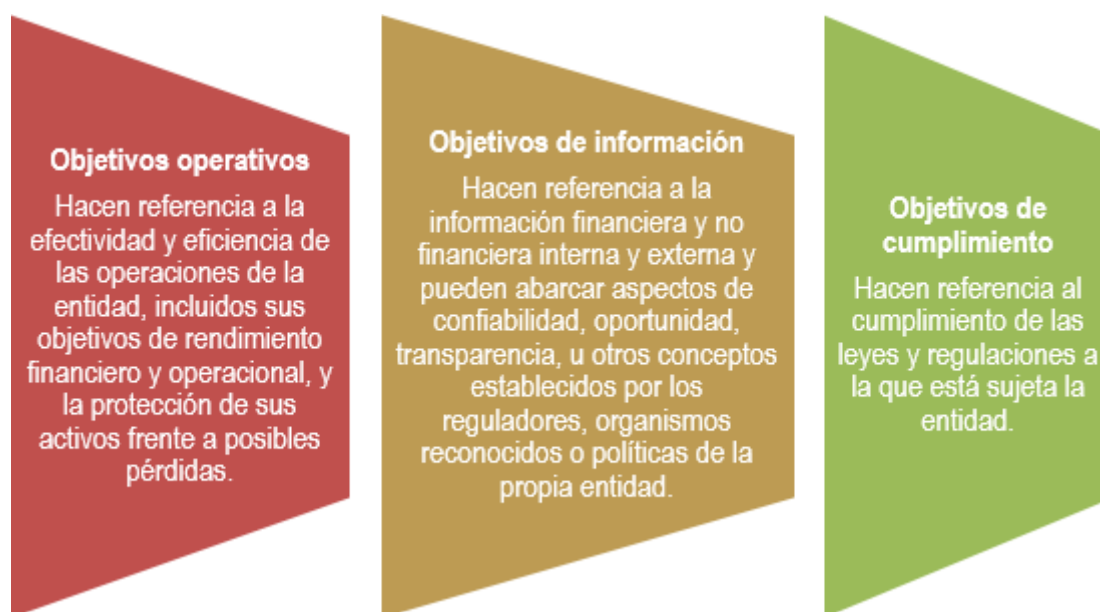 Objetivos operativos
Hacen referencia a la
efectividad y eficiencia de
las operaciones de la
entidad, incluidos sus
objetivos de rendimiento
financiero y operacional, y
la protección de sus
activos frente a posibles
pérdidas.
Objetivos de información
Hacen referencia a la
información financiera y no
financiera interna y externa y
pueden abarcar aspectos de
confiabilidad, oportunidad,
transparencia, u otros conceptos
establecidos por los
reguladores, organismos
reconocidos o políticas de la
propia entidad.
Objetivos de
cumplimiento
Hacen referencia al
cumplimiento de las
leyes y regulaciones a
la que está sujeta la
entidad.